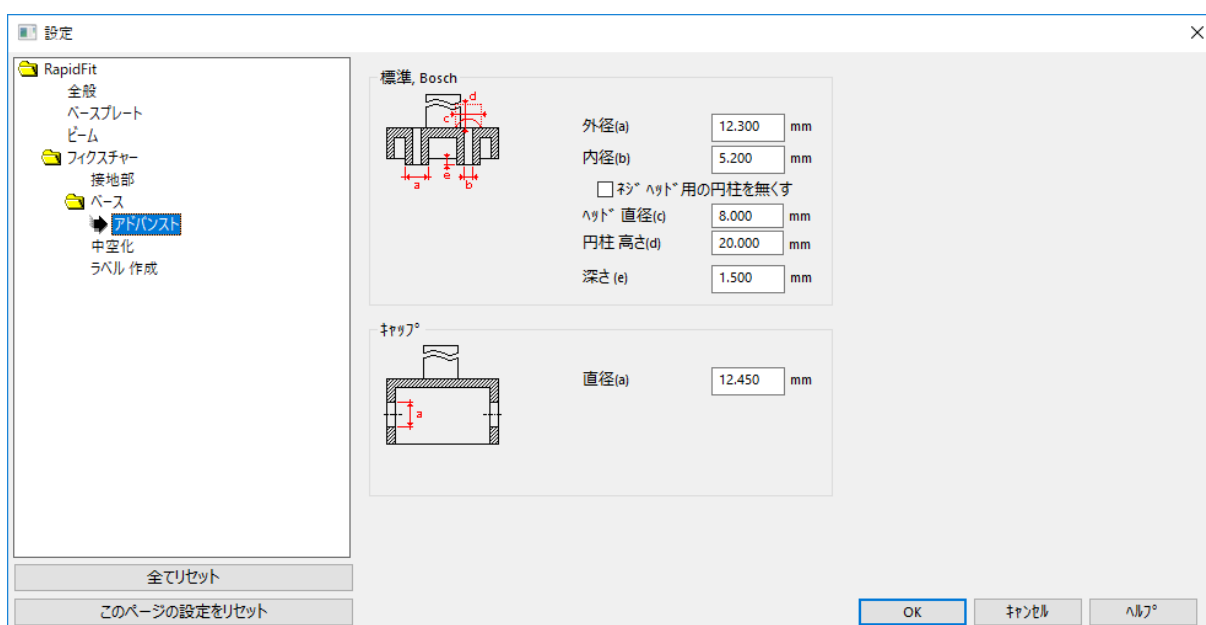 設定
RapidFit
全般
ベースプレート
ビーム
フィクスチャー
接地部
ベース
アドバンスト
中空化
ラベル 作成
全てリセット
このページの設定をリセット
標準, Bosch
d
c
e
a
b
外径(a) 12.300 mm
内径(b) 5.200 mm
ﾈｼﾞ ﾍｯﾄﾞ用の円柱を無くす
ﾍｯﾄﾞ 直径(c) 8.000 mm
円柱 高さ(d) 20.000 mm
深さ(e) 1.500 mm
ｷｬｯﾌﾟ
a
直径(a) 12.450 mm
OK ｷｬﾝｾﾙ ﾍﾙﾌﾟ